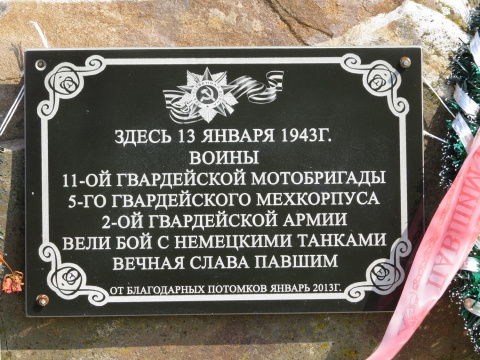 ЗДЕСЬ 13 ЯНВАРЯ 1943Г.
ВОИНЫ
11-ОЙ ГВАРДЕЙСКОЙ МОТОБРИГАДЫ
5-ГО ГВАРДЕЙСКОГО МЕХКОРПУСА
2-ОЙ ГВАРДЕЙСКОЙ АРМИИ
ВЕЛИ БОЙ С НЕМЕЦКИМИ ТАНКАМИ
ВЕЧНАЯ СЛАВА ПАВШИМ
ОТ БЛАГОДАРНЫХ ПОТОМКОВ ЯНВАРЬ 2013Г.